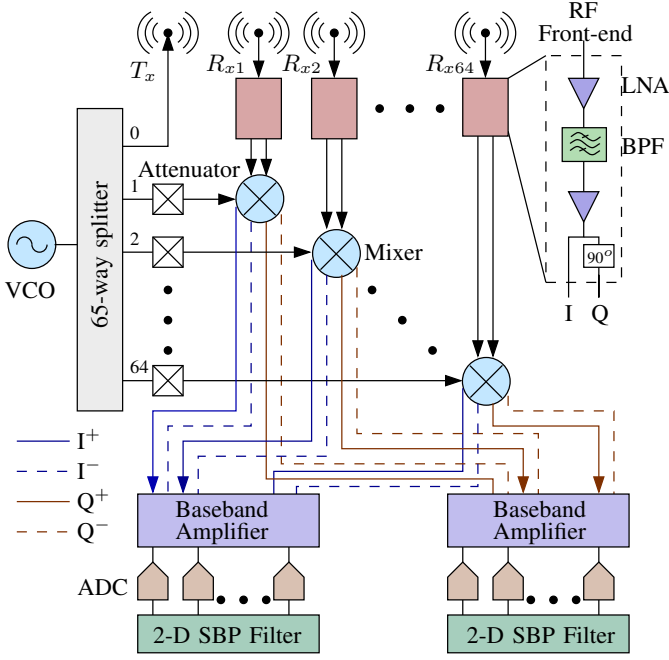 RF
Front-end
Tx
Rx1
Rx2
Rx64
LNA
BPF
90°
I
Q
65-way splitter
0
1
2
64
Attenuator
Mixer
VCO
I+
I−
Q+
Q−
Baseband
Amplifier
Baseband
Amplifier
ADC
2-D SBP Filter
2-D SBP Filter